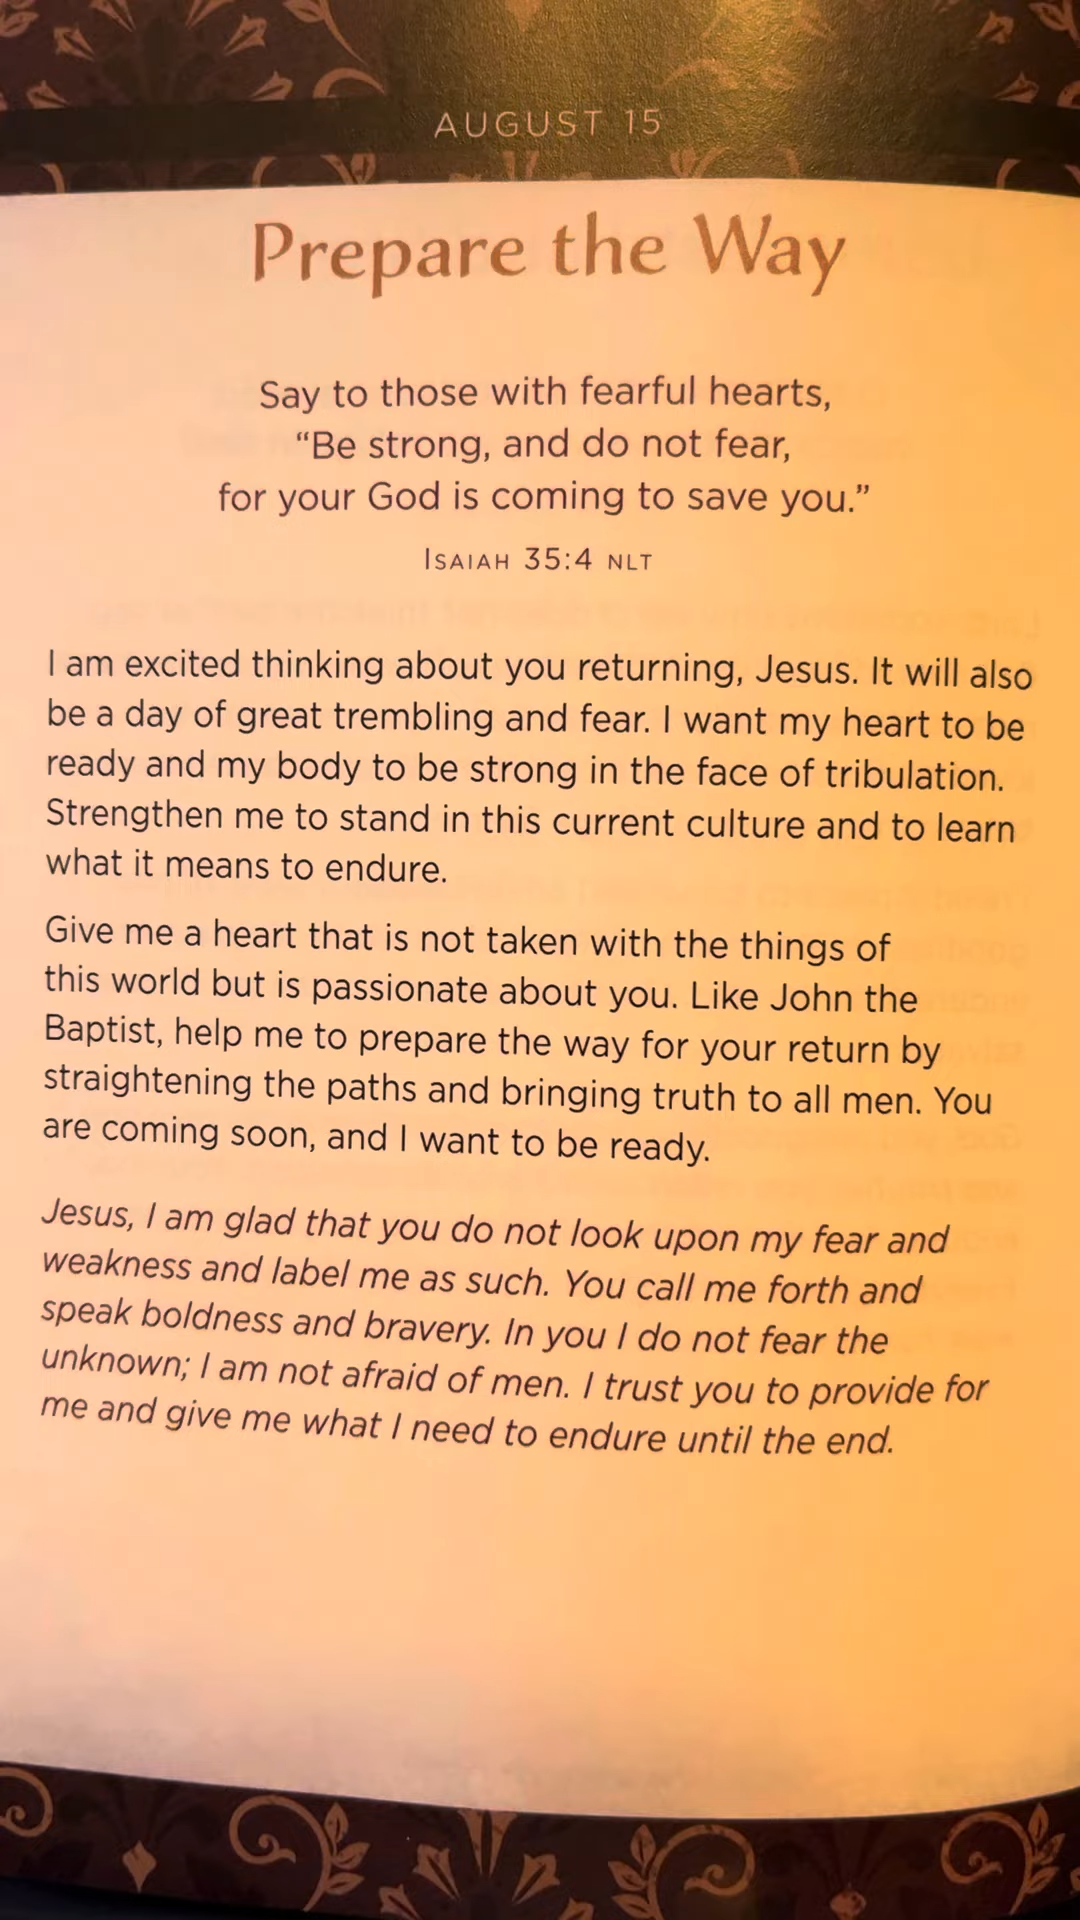 AUGUST 15
Prepare the Way
Say to those with fearful hearts,
“Be strong, and do not fear,
for your God is coming to save you.”
ISAIAH 35:4 NLT
I am excited thinking about you returning, Jesus. It will also
be a day of great trembling and fear. I want my heart to be
ready and my body to be strong in the face of tribulation.
Strengthen me to stand in this current culture and to learn
what it means to endure.
Give me a heart that is not taken with the things of
this world but is passionate about you. Like John the
Baptist, help me to prepare the way for your return by
straightening the paths and bringing truth to all men. You
are coming soon, and I want to be ready.
Jesus, I am glad that you do not look upon my fear and
weakness and label me as such. You call me forth and
speak boldness and bravery. In you I do not fear the
unknown; I am not afraid of men. I trust you to provide for
me and give me what I need to endure until the end.